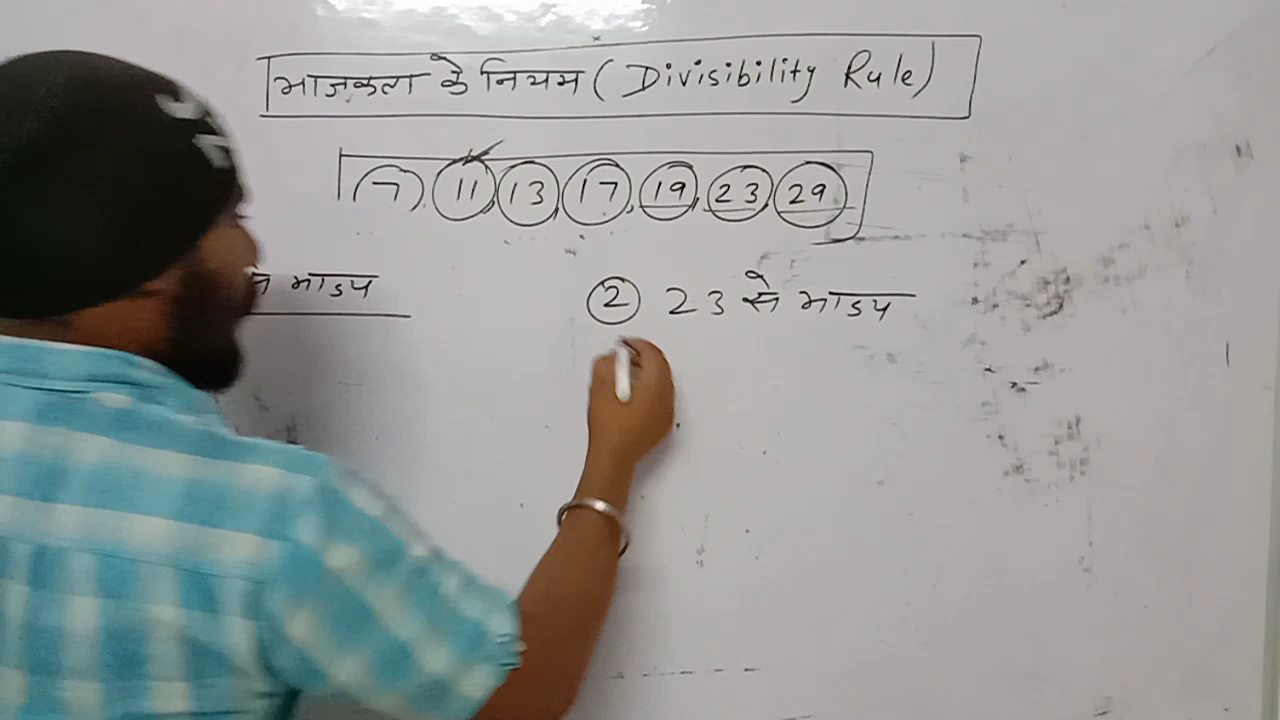 भाजकता के नियम ( Divisibility Rule )
7, 11, 13, 17, 19, 23, 29
से भाज्य
② 23 से भाज्य